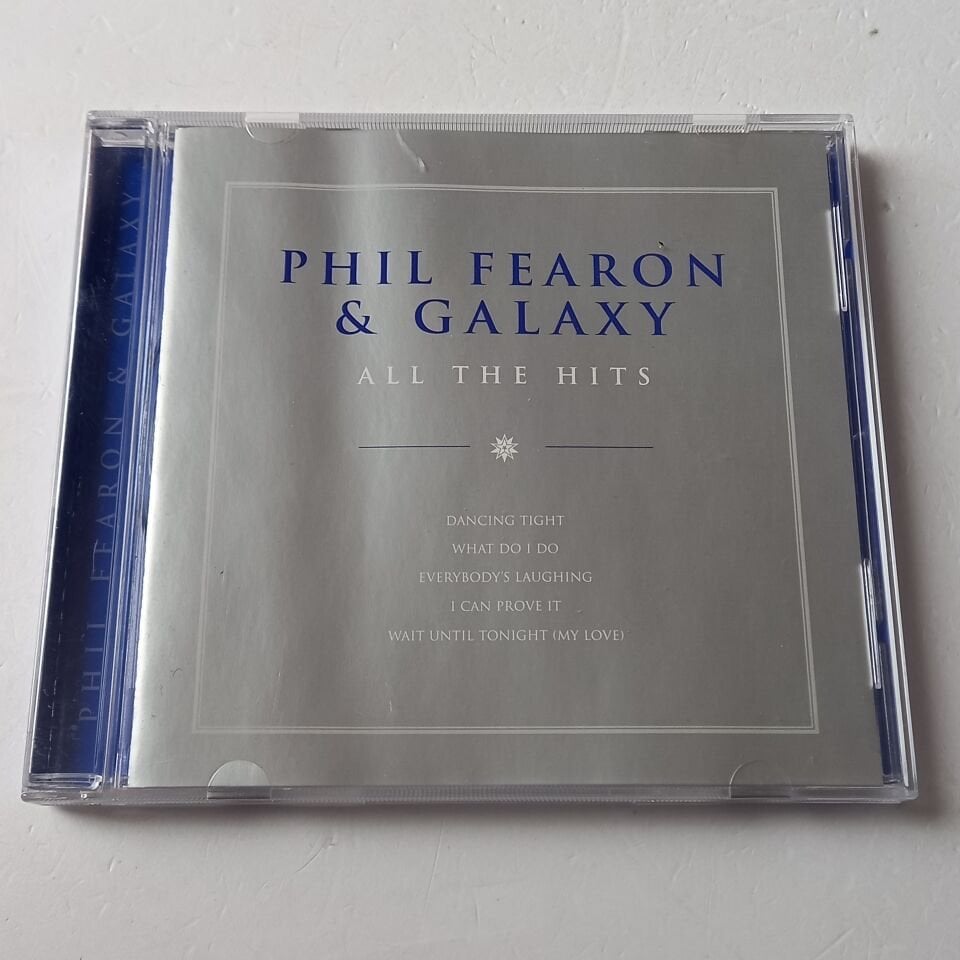 PHIL FEARON & GALAXY
PHIL FEARON
& GALAXY
ALL THE HITS
DANCING TIGHT
WHAT DO I DO
EVERYBODY'S LAUGHING
I CAN PROVE IT
WAIT UNTIL TONIGHT (MY LOVE)